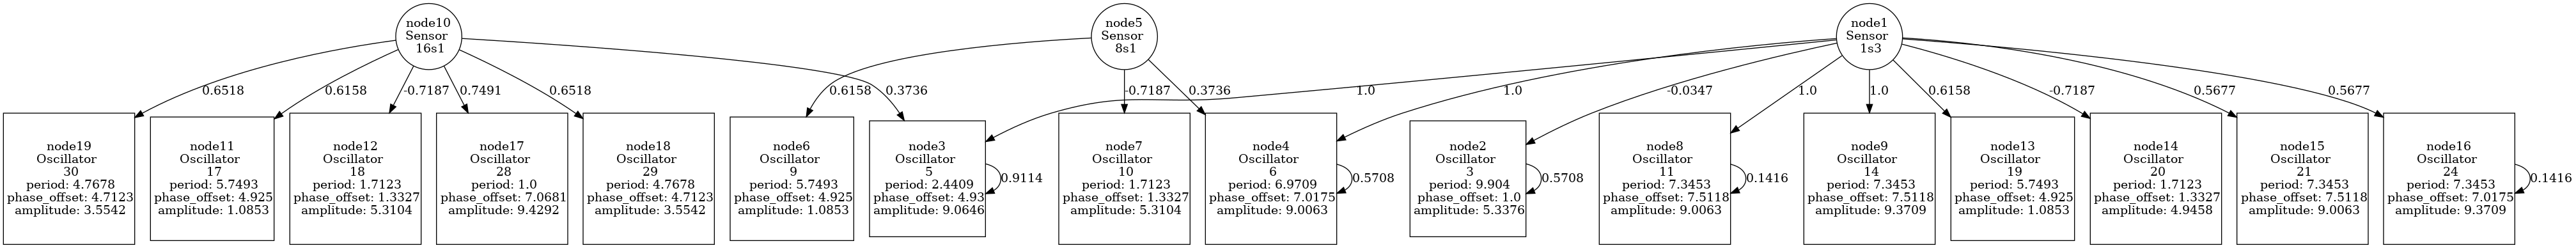 node10
Sensor
16s1
node5
Sensor
8s1
node1
Sensor
1s3
0.6518
0.6158
-0.7187
0.7491
0.6518
0.3736
0.6158
-0.7187
0.3736
1.0
1.0
-0.0347
1.0
1.0
0.6158
-0.7187
0.5677
0.5677
node19
Oscillator
30
period: 4.7678
phase_offset: 4.7123
amplitude: 3.5542
node11
Oscillator
17
period: 5.7493
phase_offset: 4.925
amplitude: 1.0853
node12
Oscillator
18
period: 1.7123
phase_offset: 1.3327
amplitude: 5.3104
node17
Oscillator
28
period: 1.0
phase_offset: 7.0681
amplitude: 9.4292
node18
Oscillator
29
period: 4.7678
phase_offset: 4.7123
amplitude: 3.5542
node6
Oscillator
9
period: 5.7493
phase_offset: 4.925
amplitude: 1.0853
node3
Oscillator
5
period: 2.4409
phase_offset: 4.93
amplitude: 9.0646
0.9114
node7
Oscillator
10
period: 1.7123
phase_offset: 1.3327
amplitude: 5.3104
node4
Oscillator
6
period: 6.9709
phase_offset: 7.0175
amplitude: 9.0063
0.5708
node2
Oscillator
3
period: 9.904
phase_offset: 1.0
amplitude: 5.3376
0.5708
node8
Oscillator
11
period: 7.3453
phase_offset: 7.5118
amplitude: 9.0063
0.1416
node9
Oscillator
14
period: 7.3453
phase_offset: 7.5118
amplitude: 9.3709
node13
Oscillator
19
period: 5.7493
phase_offset: 4.925
amplitude: 1.0853
node14
Oscillator
20
period: 1.7123
phase_offset: 1.3327
amplitude: 4.9458
node15
Oscillator
21
period: 7.3453
phase_offset: 7.5118
amplitude: 9.0063
node16
Oscillator
24
period: 7.3453
phase_offset: 7.0175
amplitude: 9.3709
0.1416